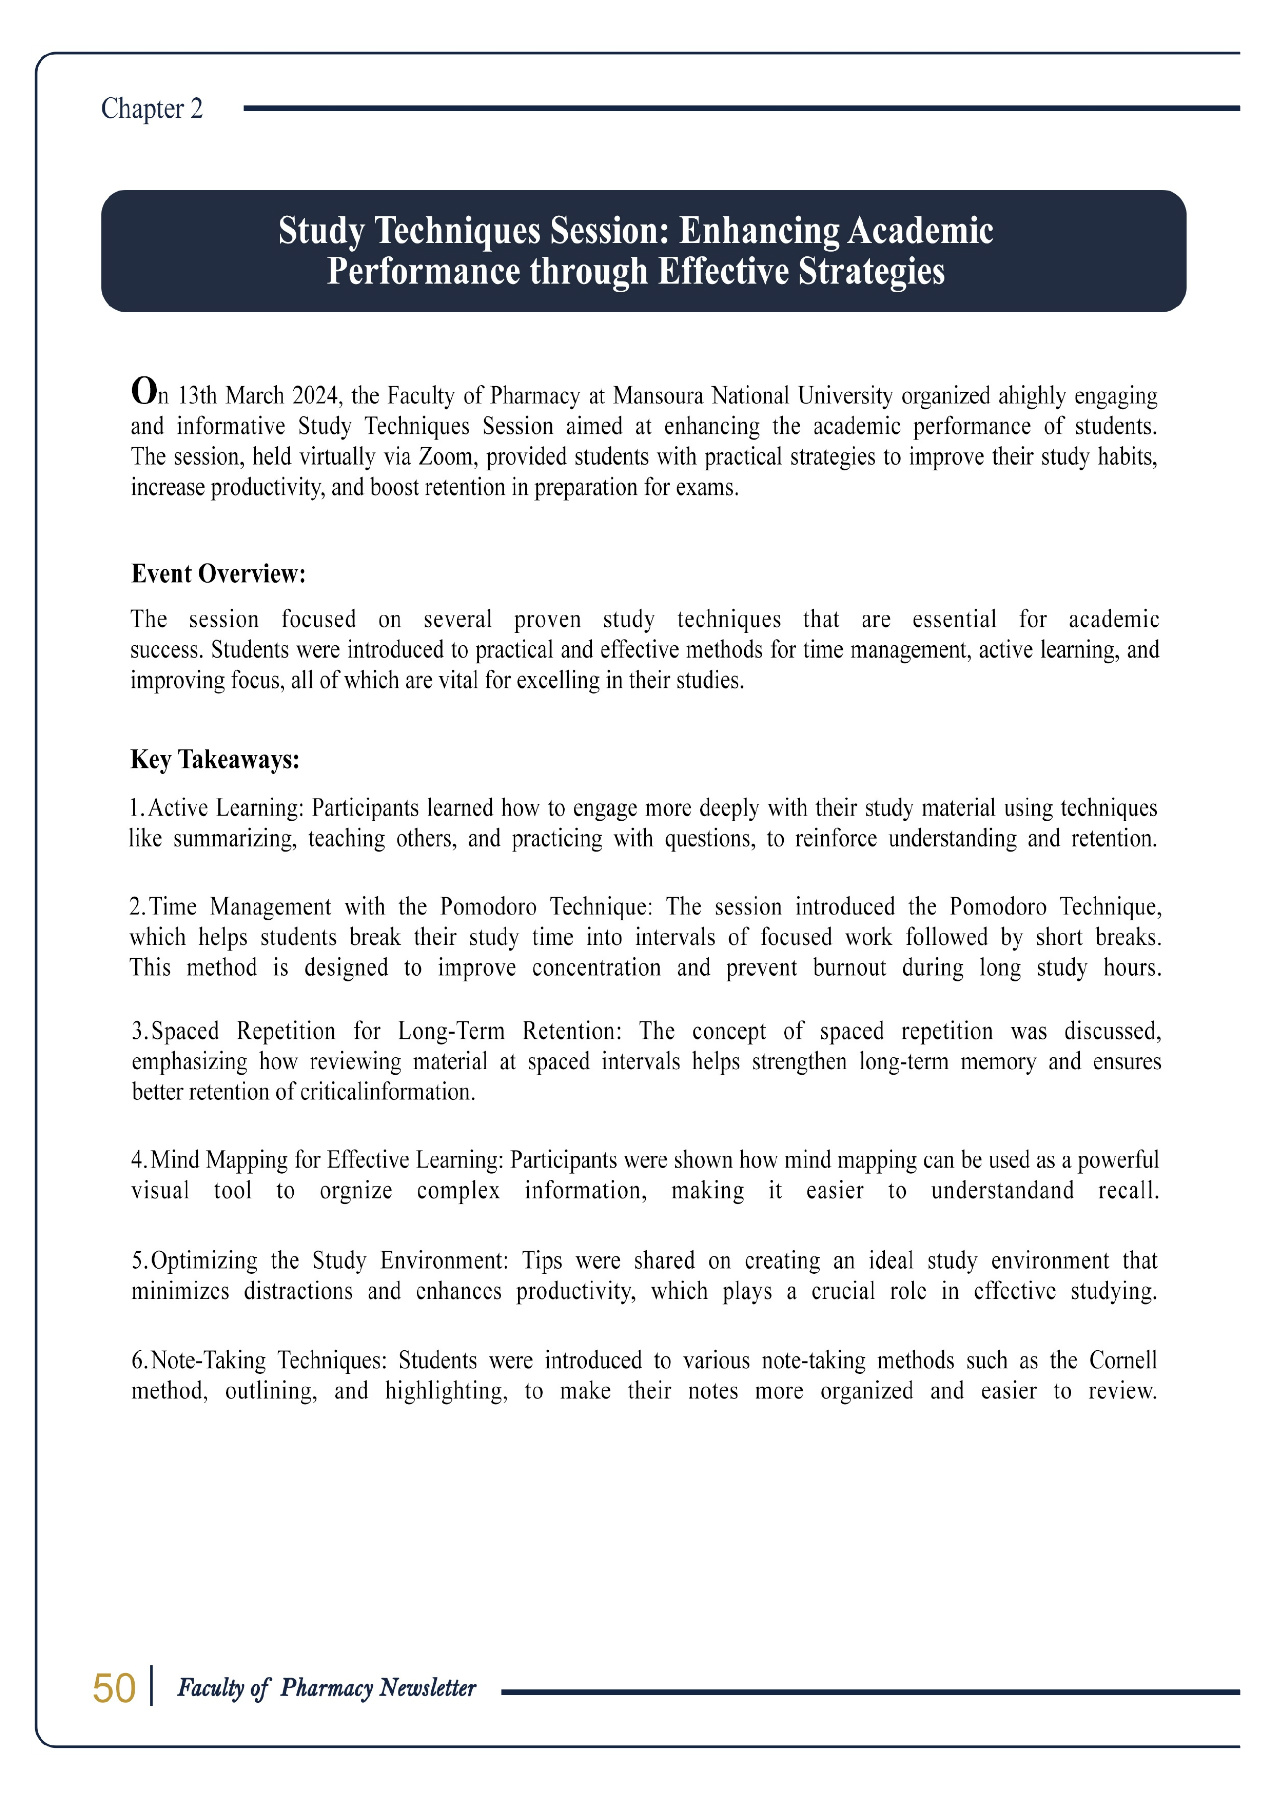 Chapter 2
Study Techniques Session: Enhancing Academic
Performance through Effective Strategies
On 13th March 2024, the Faculty of Pharmacy at Mansoura National University organized ahighly engaging
and informative Study Techniques Session aimed at enhancing the academic performance of students.
The session, held virtually via Zoom, provided students with practical strategies to improve their study habits,
increase productivity, and boost retention in preparation for exams.
Event Overview:
The session focused on several proven study techniques that are essential for academic
success. Students were introduced to practical and effective methods for time management, active learning, and
improving focus, all of which are vital for excelling in their studies.
Key Takeaways:
1.Active Learning: Participants learned how to engage more deeply with their study material using techniques
like summarizing, teaching others, and practicing with questions, to reinforce understanding and retention.
2.Time Management with the Pomodoro Technique: The session introduced the Pomodoro Technique,
which helps students break their study time into intervals of focused work followed by short breaks.
This method is designed to improve concentration and prevent burnout during long study hours.
3.Spaced Repetition for Long-Term Retention: The concept of spaced repetition was discussed,
emphasizing how reviewing material at spaced intervals helps strengthen long-term memory and ensures
better retention of criticalinformation.
4.Mind Mapping for Effective Learning: Participants were shown how mind mapping can be used as a powerful
visual tool to orgnize complex information, making it easier to understandand recall.
5.Optimizing the Study Environment: Tips were shared on creating an ideal study environment that
minimizes distractions and enhances productivity, which plays a crucial role in effective studying.
6.Note-Taking Techniques: Students were introduced to various note-taking methods such as the Cornell
method, outlining, and highlighting, to make their notes more organized and easier to review.
50 | Faculty of Pharmacy Newsletter